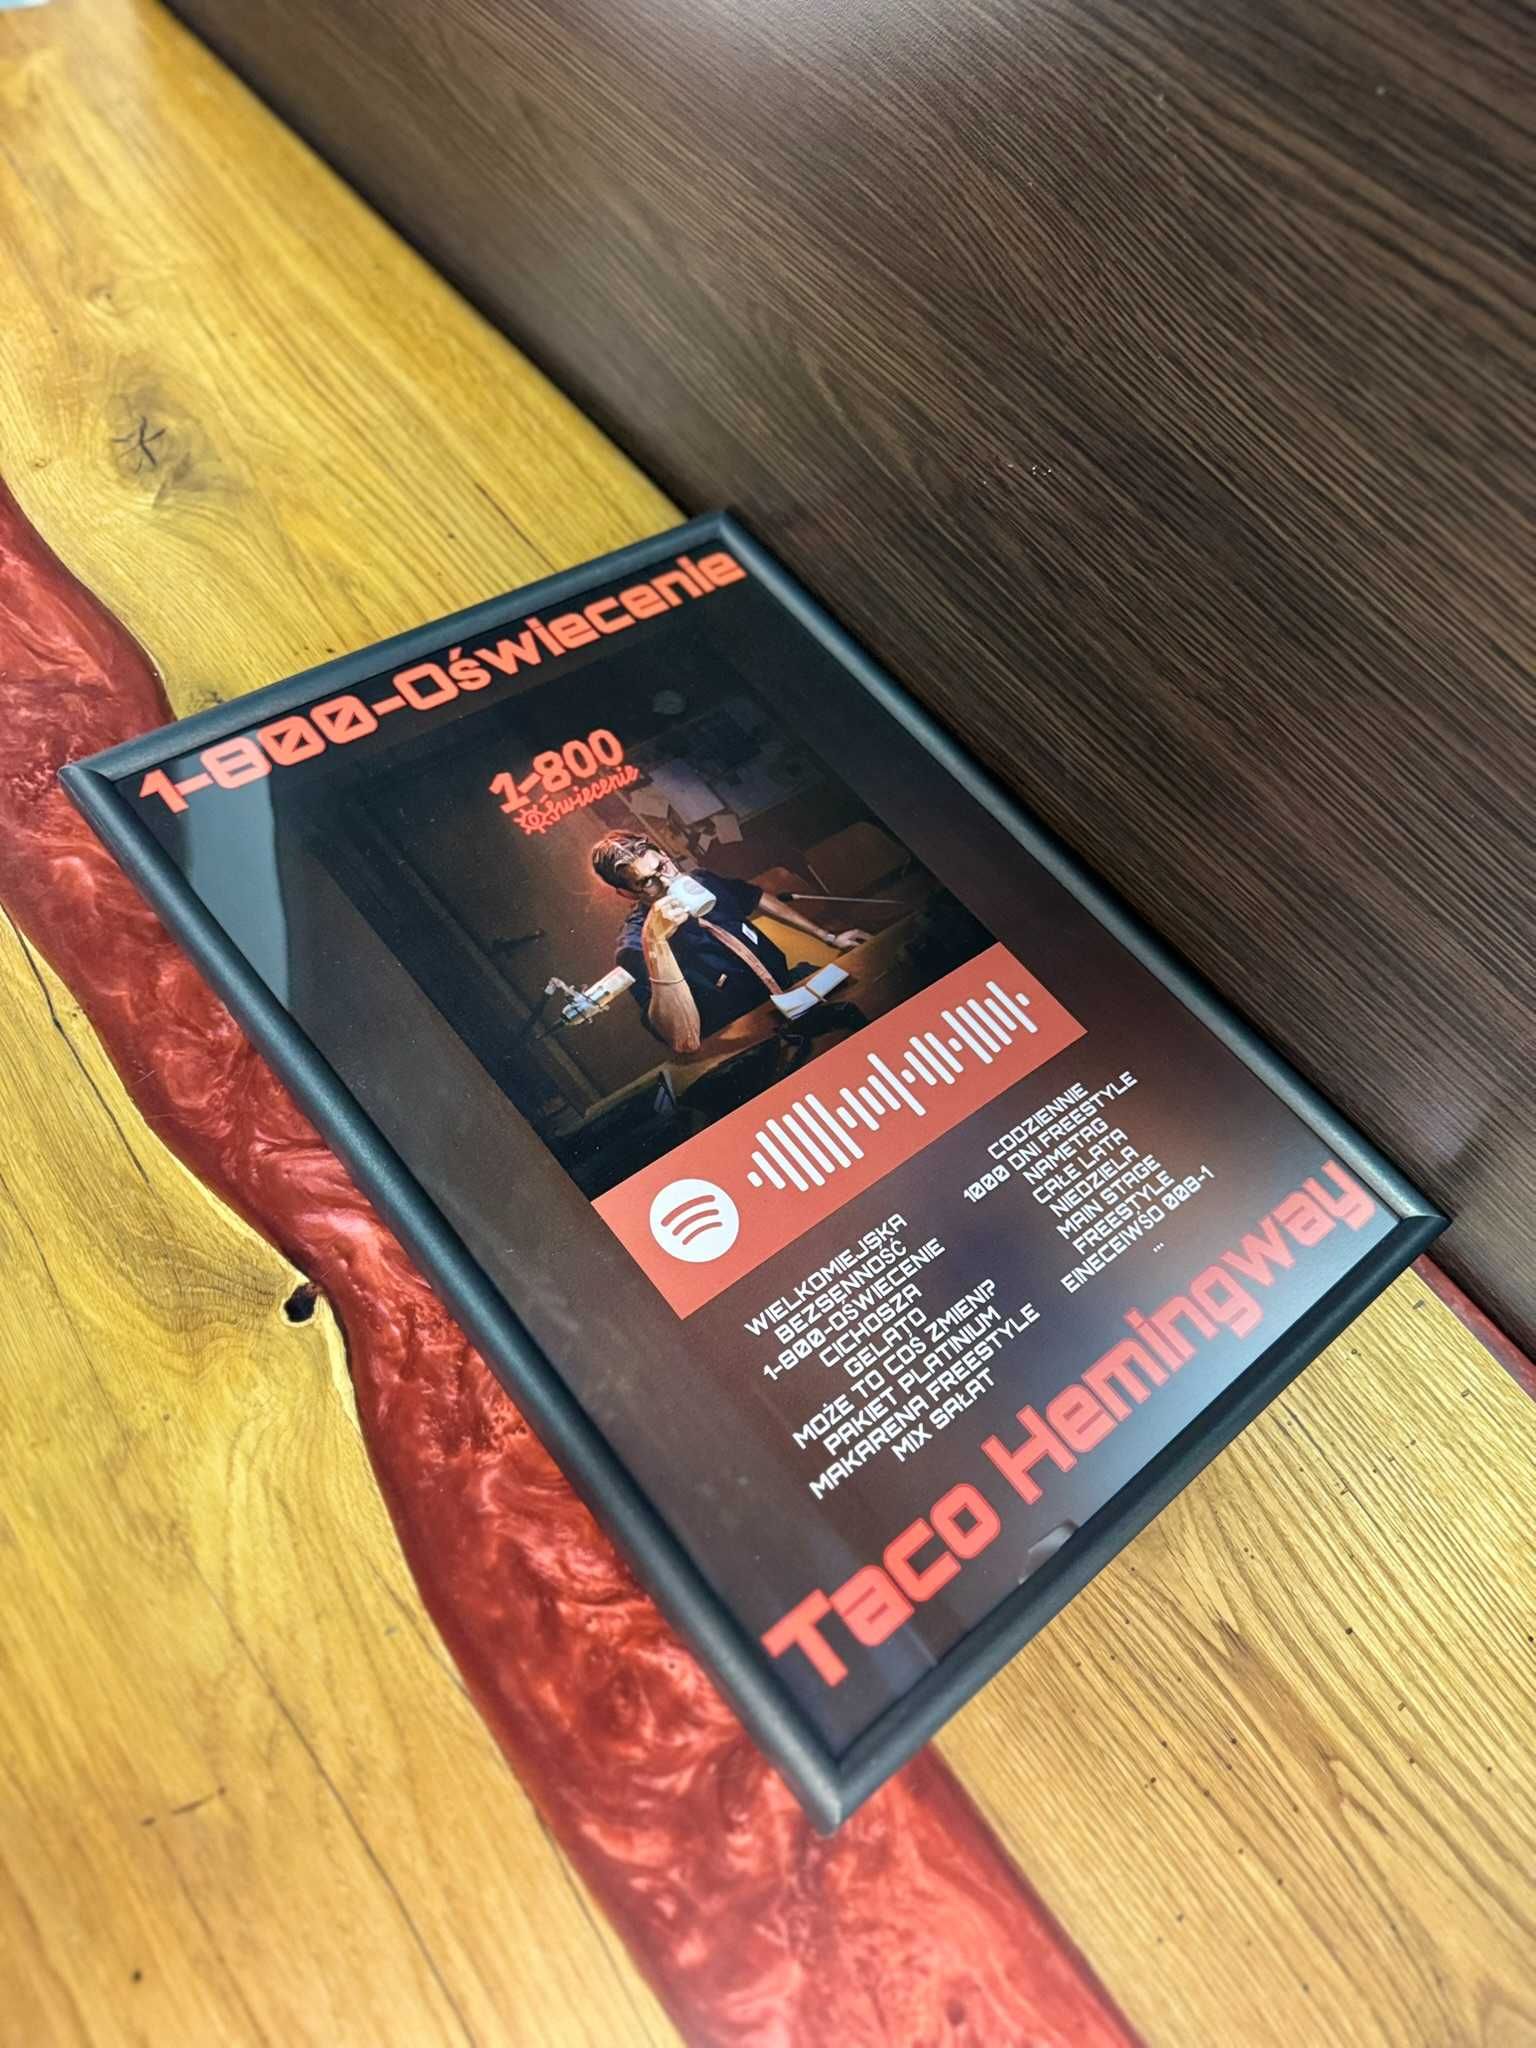 1-800-Oświecenie
1-800
Oświecenie
WIELKOMIEJSKA
BEZSENNOŚĆ
1-800-OŚWIECENIE
CICHOSZA
GELATO
MOŻE TO COŚ ZMIENI?
PAKIET PLATINIUM
MAKARENA FREESTYLE
MIX SAŁAT
CODZIENNIE
1000 DNI FREESTYLE
NAMETAG
CAŁE LATA
NIEDZIELA
MAIN STAGE
FREESTYLE
EINECEIWŚO 008-1
...
Taco Hemingway